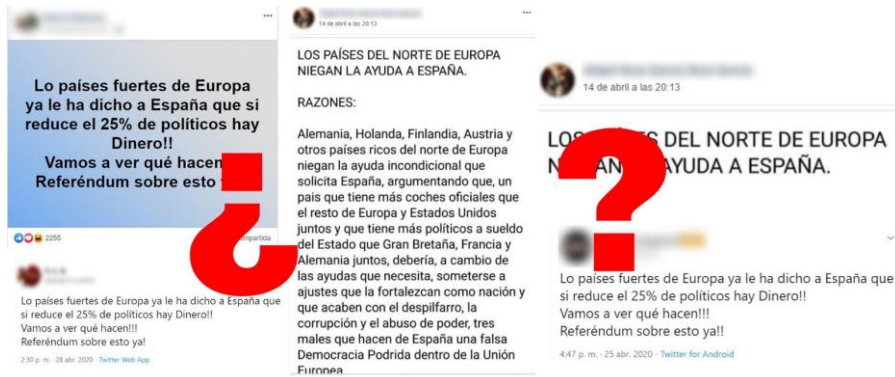 Lo países fuertes de Europa
ya le ha dicho a España que si
reduce el 25% de políticos hay
Dinero!!
Vamos a ver qué hacen
Referéndum sobre esto
2255
Lo países fuertes de Europa ya le ha dicho a España que
si reduce el 25% de políticos hay Dinero!!
Vamos a ver qué hacen!!!
Referéndum sobre esto ya!
2:30 p. m. · 28 abr. 2020 · Twitter Web App
14 de abril a las 20:13
LOS PAÍSES DEL NORTE DE EUROPA
NIEGAN LA AYUDA A ESPAÑA.
RAZONES:
Alemania, Holanda, Finlandia, Austria y
otros países ricos del norte de Europa
niegan la ayuda incondicional que
solicita España, argumentando que, un
pais que tiene más coches oficiales que
el resto de Europa y Estados Unidos
juntos y que tiene más políticos a sueldo
del Estado que Gran Bretaña, Francia y
Alemania juntos, debería, a cambio de
las ayudas que necesita, someterse a
ajustes que la fortalezcan como nación y
que acaben con el despilfarro, la
corrupción y el abuso de poder, tres
males que hacen de España una falsa
Democracia Podrida dentro de la Unión
Europea
¿
14 de abril a las 20:13
DEL NORTE DE EUROPA
A ESPAÑA.
Lo países fuertes de Europa ya le ha dicho a España que
si reduce el 25% de políticos hay Dinero!!
Vamos a ver qué hacen!!!
Referéndum sobre esto ya!!
4:47 p. m. · 25 abr. 2020 · Twitter for Android
?